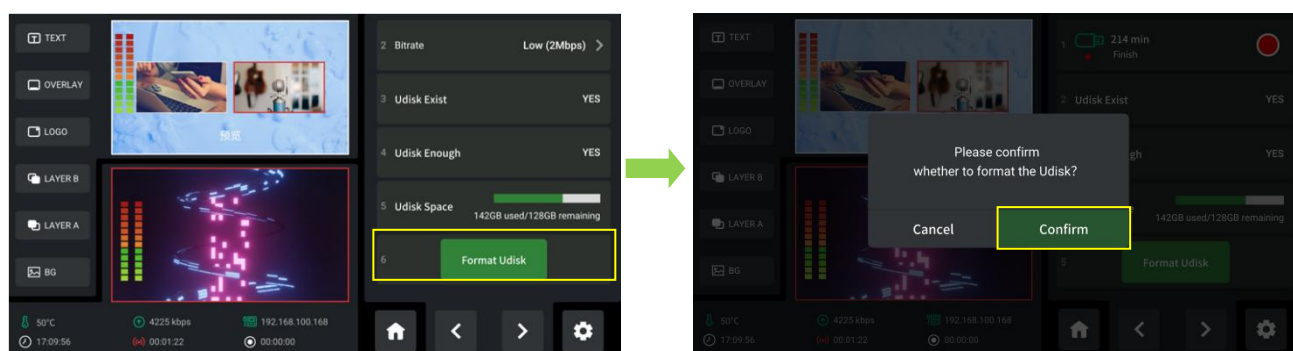 TEXT
OVERLAY
LOGO
LAYER B
LAYER A
BG
预览
2 Bitrate Low (2Mbps) >
3 Udisk Exist YES
4 Udisk Enough YES
5 Udisk Space
142GB used/128GB remaining
6 Format Udisk
50°C 4225 kbps 192.168.100.168
17:09:56 00:01:22 00:00:00
TEXT
OVERLAY
LOGO
LAYER B
LAYER A
BG
1 214 min
Finish
2 Udisk Exist YES
gh YES
142GB used/128GB remaining
5 Format Udisk
Please confirm
whether to format the Udisk?
Cancel Confirm
50°C 4225 kbps 192.168.100.168
17:09:56 00:01:22 00:00:00